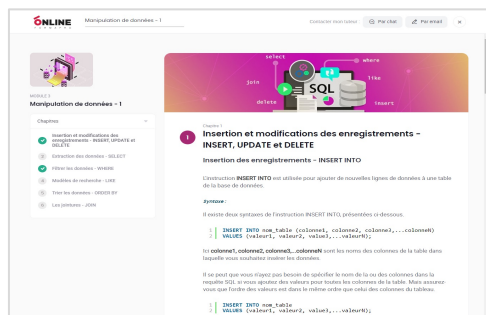 ONLINE
FORMAPRO
Manipulation de données - 1
Contacter mon tuteur :
Par chat
Par email
×
select
where
join
like
SQL
delete
insert
MODULE 3
Manipulation de données - 1
Chapitres
Insertion et modifications des
enregistrements - INSERT, UPDATE et
DELETE
Extraction des données - SELECT
Filtrer les données - WHERE
Modèles de recherche - LIKE
Trier les données - ORDER BY
Les jointures - JOIN
Chapitre 1
1
Insertion et modifications des enregistrements -
INSERT, UPDATE et DELETE
Insertion des enregistrements - INSERT INTO
L'instruction INSERT INTO est utilisée pour ajouter de nouvelles lignes de données à une table
de la base de données.
Syntaxe :
Il existe deux syntaxes de l'instruction INSERT INTO, présentées ci-dessous.
1 INSERT INTO nom_table (colonne1, colonne2, colonne3,...colonneN)
2 VALUES (valeur1, valeur2, value3,...valeurN);
Ici colonne1, colonne2, colonne3,...colonneN sont les noms des colonnes de la table dans
laquelle vous souhaitez insérer les données.
Il se peut que vous n'ayez pas besoin de spécifier le nom de la ou des colonnes dans la
requête SQL si vous ajoutez des valeurs pour toutes les colonnes de la table. Mais assurez-
vous que l'ordre des valeurs est dans le même ordre que celui des colonnes du tableau.
1 INSERT INTO nom_table
2 VALUES (valeur1, valeur2, value3,...valeurN);